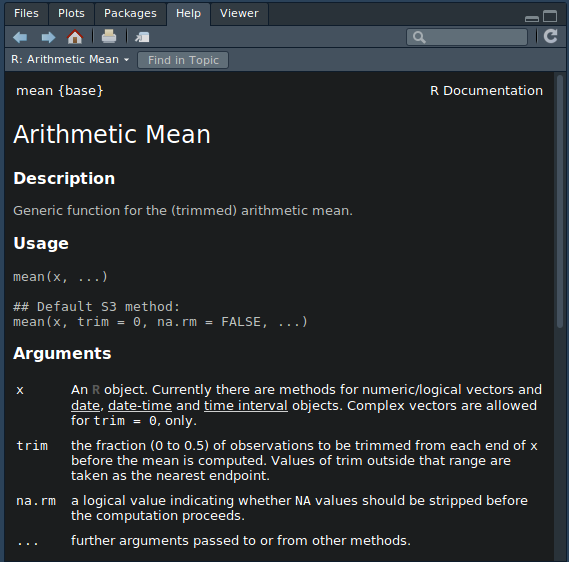 Files Plots Packages Help Viewer
R: Arithmetic Mean Find in Topic
mean {base} R Documentation
Arithmetic Mean
Description
Generic function for the (trimmed) arithmetic mean.
Usage
mean(x, ...)
## Default S3 method:
mean(x, trim = 0, na.rm = FALSE, ...)
Arguments
x An R object. Currently there are methods for numeric/logical vectors and
date, date-time and time interval objects. Complex vectors are allowed
for trim = 0, only.
trim the fraction (0 to 0.5) of observations to be trimmed from each end of x
before the mean is computed. Values of trim outside that range are
taken as the nearest endpoint.
na.rm a logical value indicating whether NA values should be stripped before
the computation proceeds.
... further arguments passed to or from other methods.